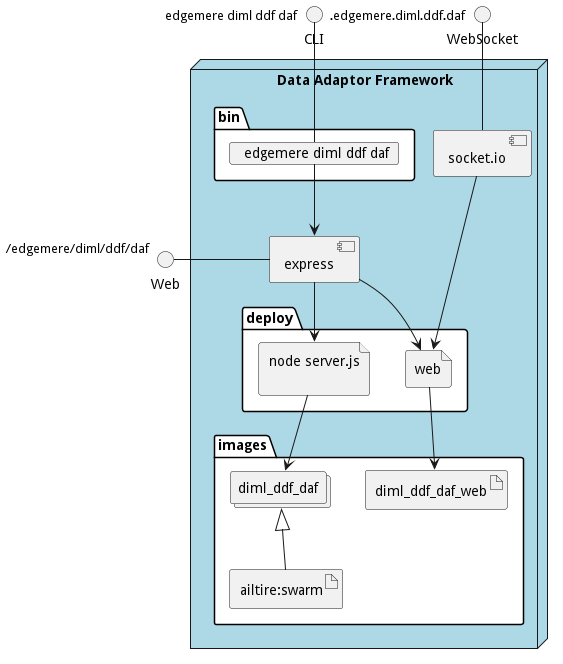 edgemere diml ddf daf
.edgemere.diml.ddf.daf
CLI
WebSocket
Data Adaptor Framework
bin
edgemere diml ddf daf
socket.io
/edgemere/diml/ddf/daf
Web
express
deploy
node server.js
web
images
diml_ddf_daf
diml_ddf_daf_web
ailtire:swarm